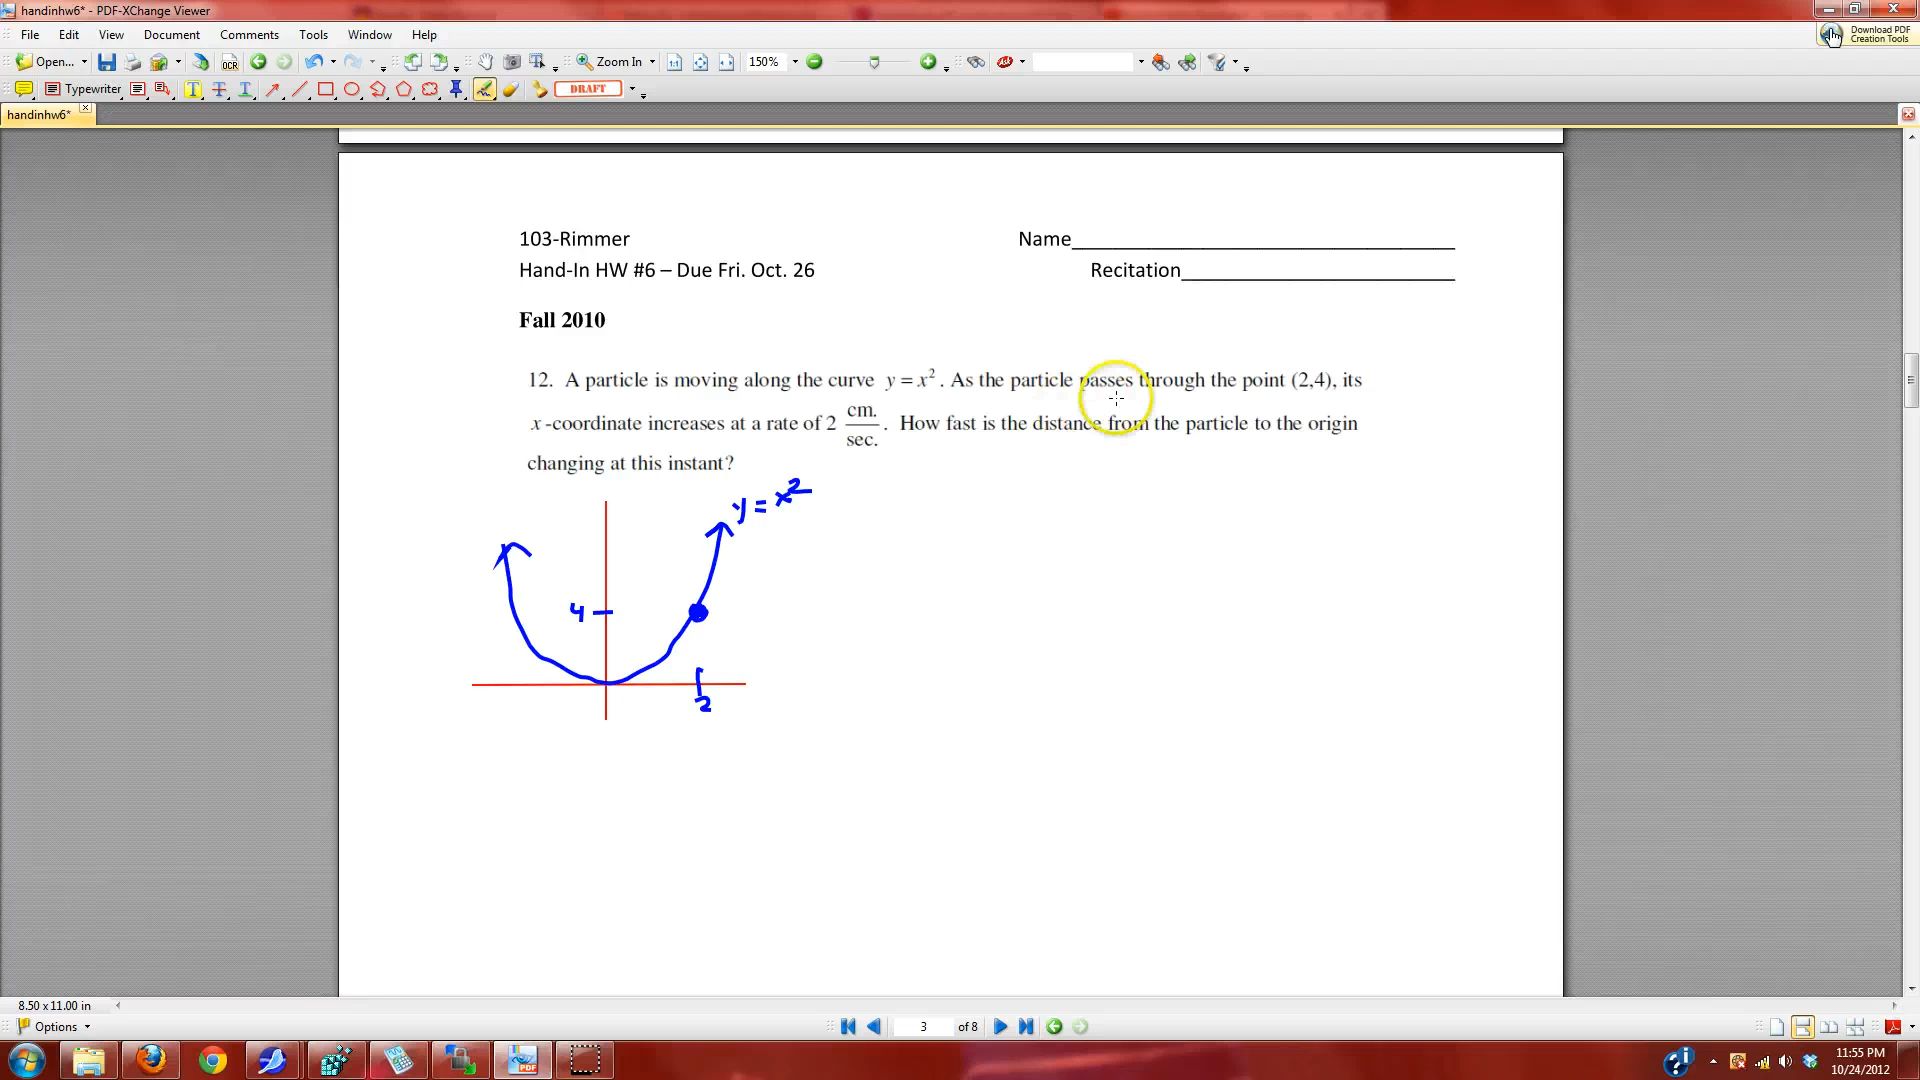 handinhw6* - PDF-XChange Viewer
File Edit View Document Comments Tools Window Help
Download PDF Creation Tools
Open... OCR Zoom In 1:1 150%
Typewriter T T T DRAFT
handinhw6*
103-Rimmer Name
Hand-In HW #6 – Due Fri. Oct. 26 Recitation
Fall 2010
12. A particle is moving along the curve y = x². As the particle passes through the point (2,4), its
x -coordinate increases at a rate of 2 cm./sec. . How fast is the distance from the particle to the origin
changing at this instant?
y = x²
4
2
8.50 x 11.00 in
Options 3 of 8
PDF
11:55 PM
10/24/2012